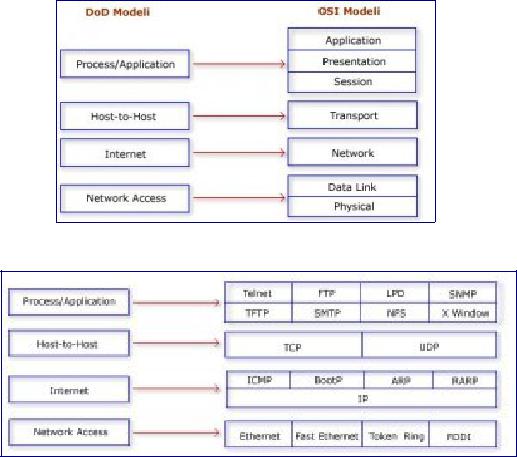 DoD Modeli OSI Modeli
Process/Application Application
Presentation
Session
Host-to-Host Transport
Internet Network
Network Access Data Link
Physical
Process/Application Telnet FTP LPD SNMP
TFTP SMTP NFS X Window
Host-to-Host TCP UDP
Internet ICMP BootP ARP RARP
IP
Network Access Ethernet Fast Ethernet Token Ring FDDI